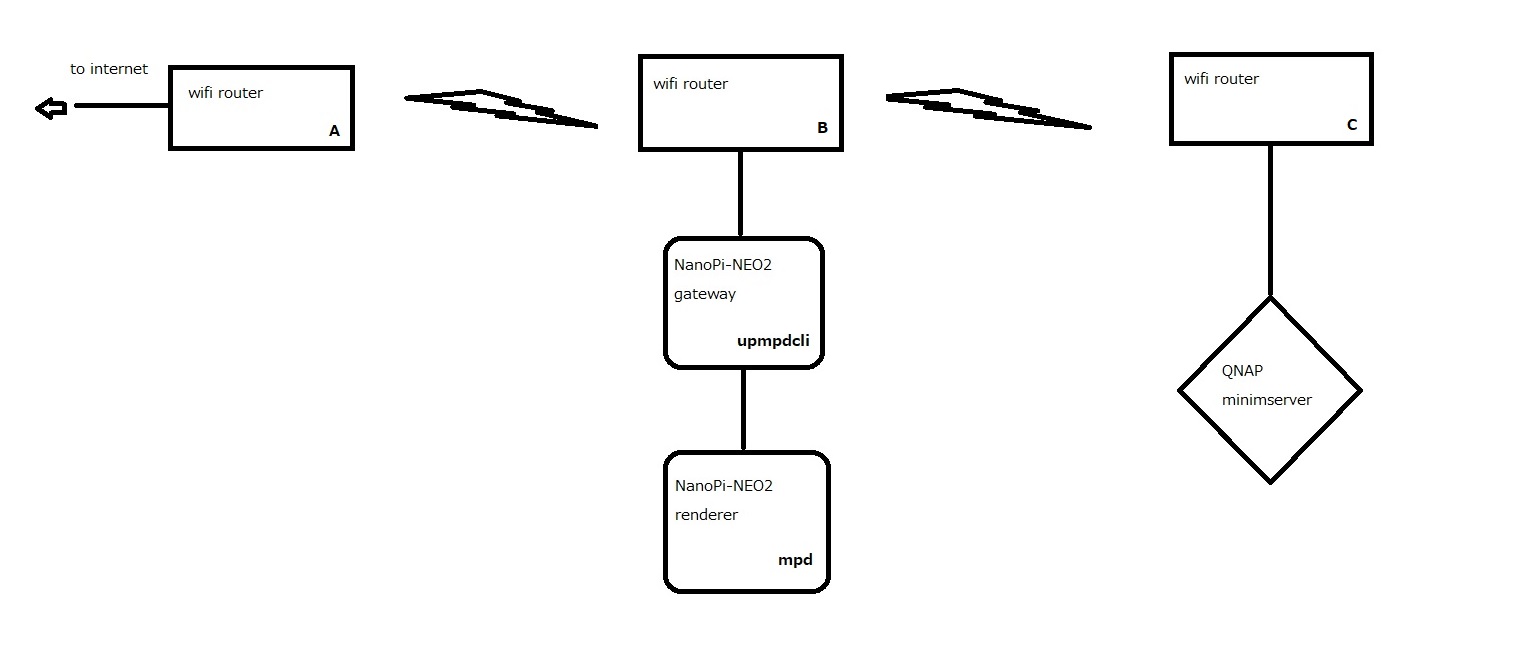 to internet
wifi router
A
wifi router
B
wifi router
C
NanoPi-NEO2
gateway
upmpdcli
NanoPi-NEO2
renderer
mpd
QNAP
minimserver